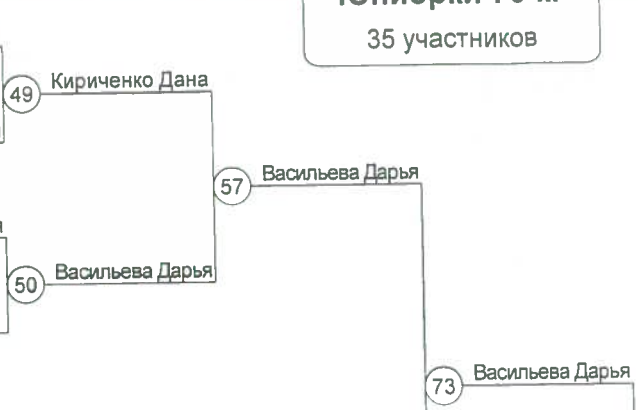 35 участников
49 Кириченко Дана
57 Васильева Дарья
50 Васильева Дарья
73 Васильева Дарья